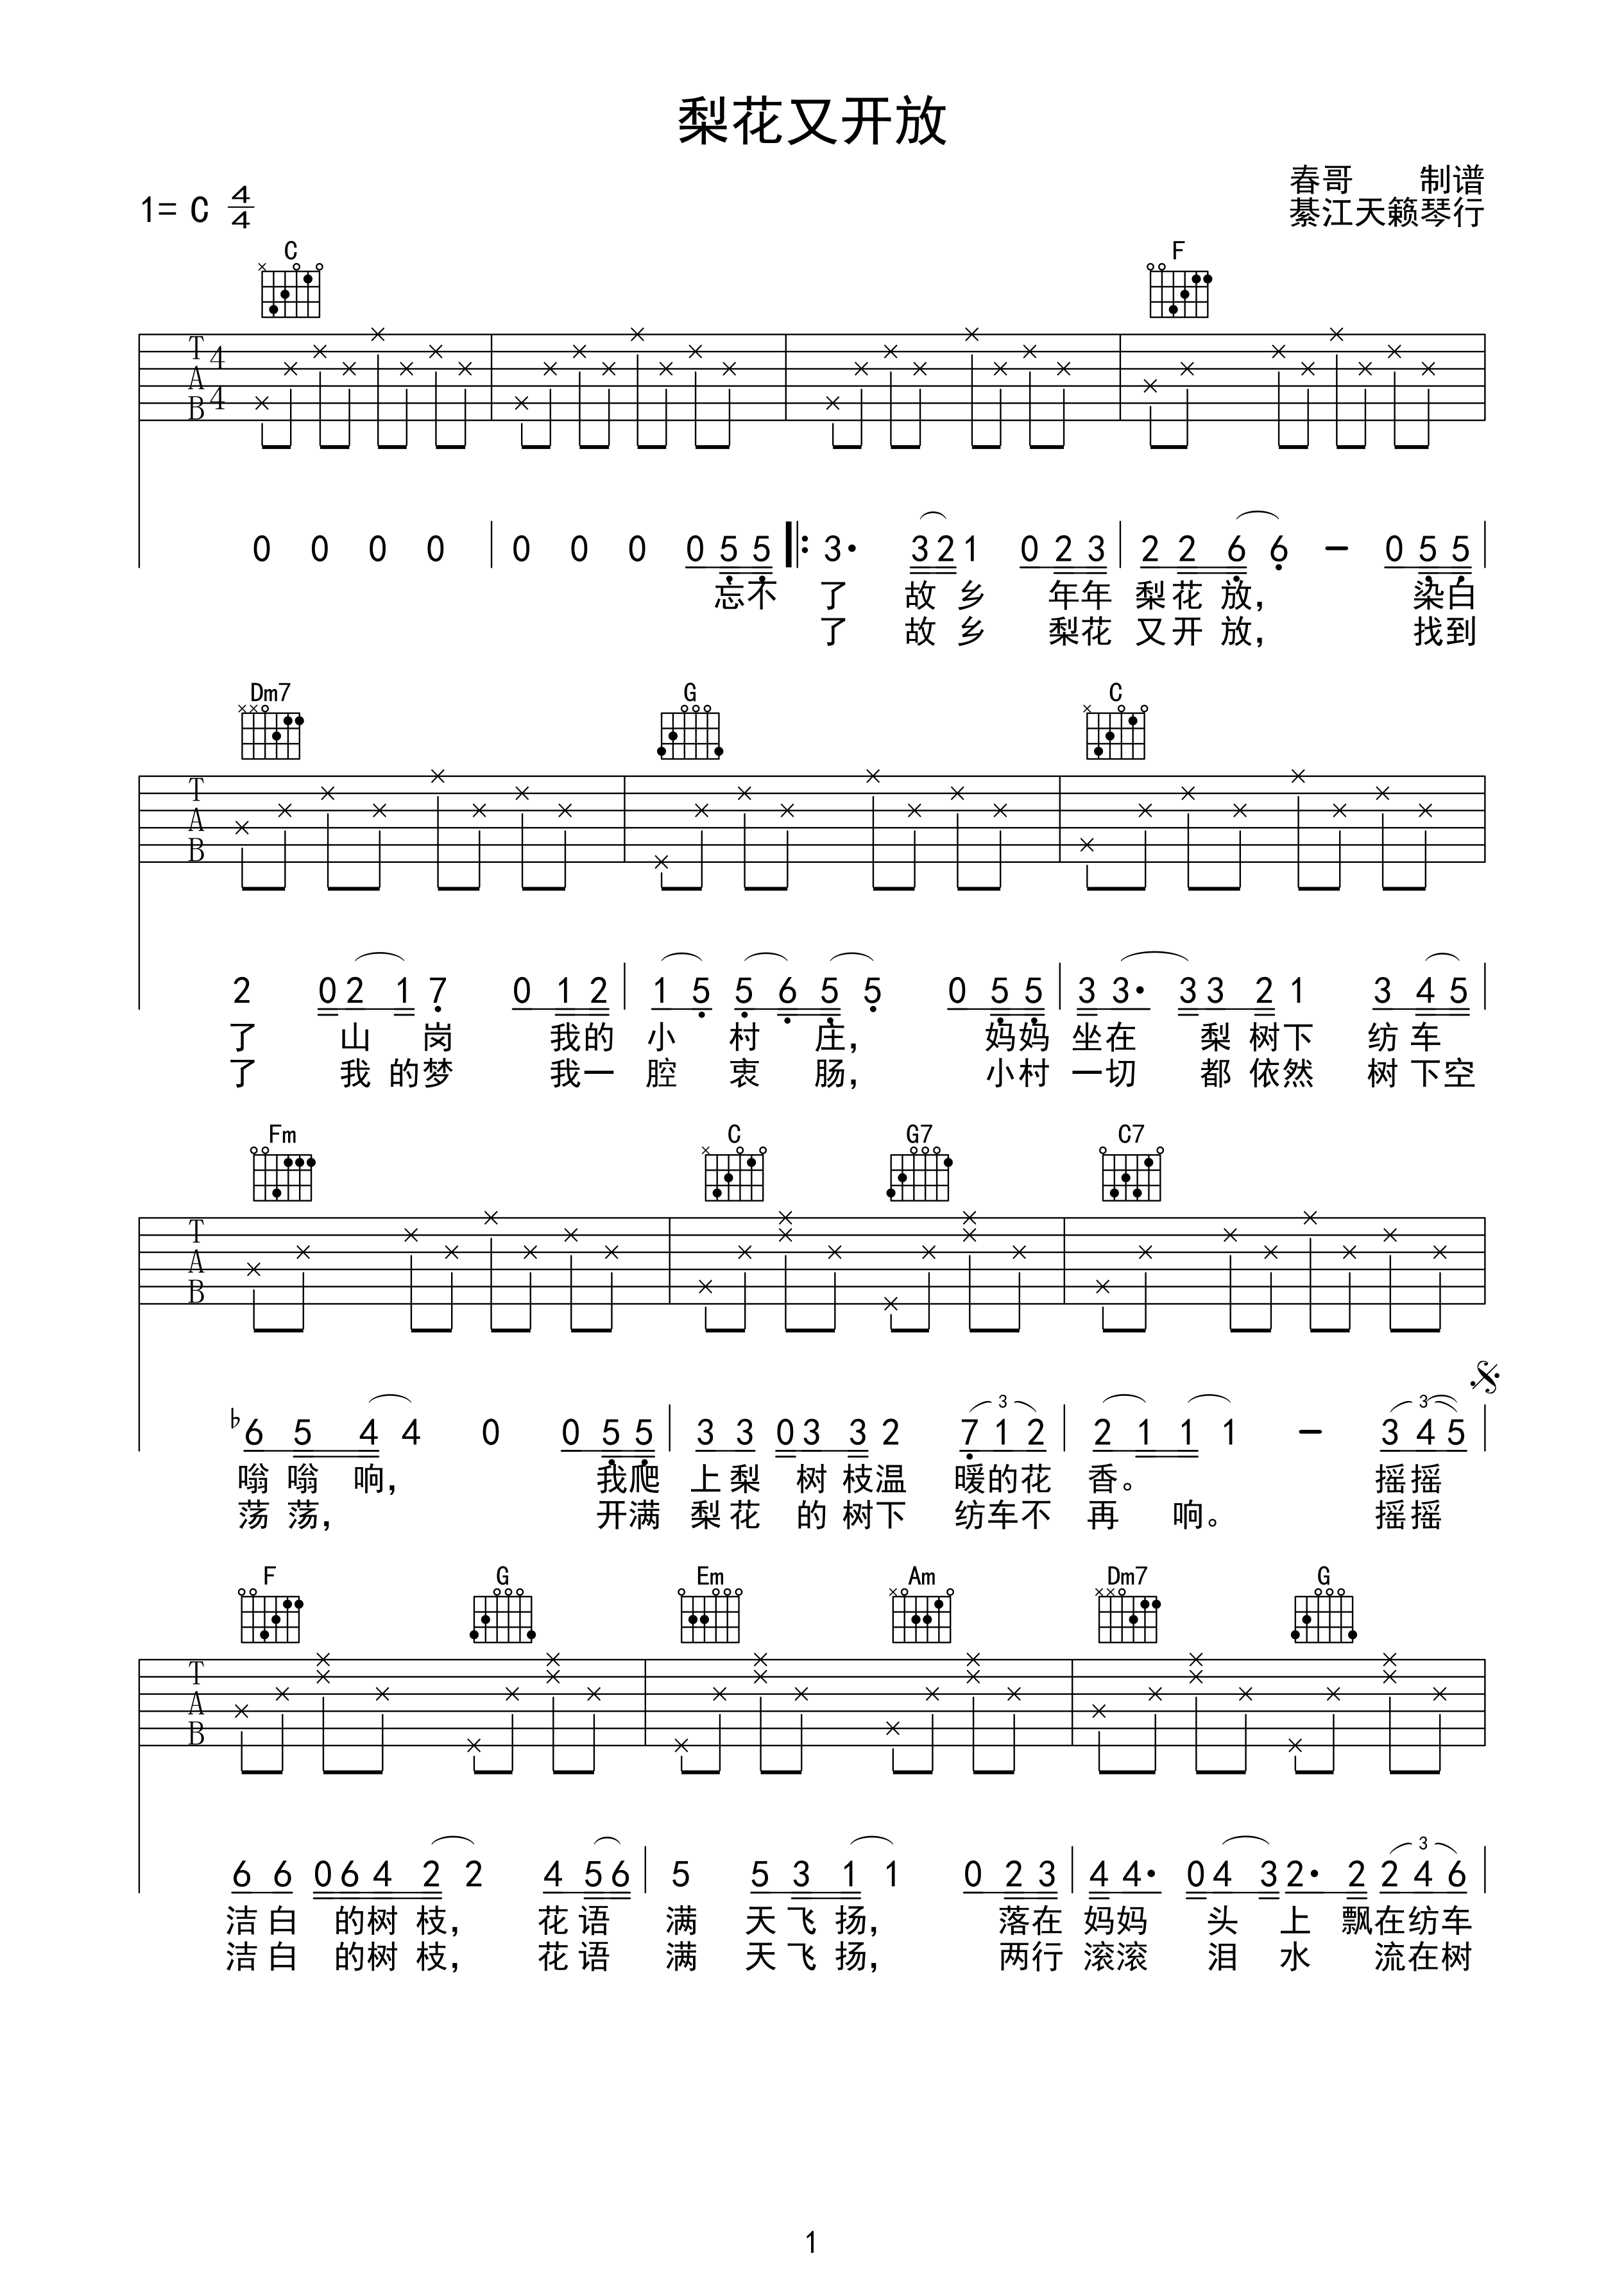 梨花又开放
春哥 制谱
1= C 4/4
綦江天籁琴行
C F
T A B 4 4
0 0 0 0 0 0 0 0 5 5 3· 3 2 1 0 2 3 2 2 6 6 - 0 5 5
忘不 了 故 乡 年年 梨花 放, 染白
了 故 乡 梨花 又开 放, 找到
Dm7 G C
T A B
2 0 2 1 7 0 1 2 1 5 5 6 5 5 0 5 5 3 3· 3 3 2 1 3 4 5
了 山 岗 我的 小 村 庄, 妈妈 坐在 梨 树下 纺 车
了 我 的梦 我一 腔 衷 肠, 小村 一切 都 依然 树 下空
Fm C G7 C7
T A B
♭6 5 4 4 0 0 5 5 3 3 0 3 3 2 3 7 1 2 2 1 1 1 - 3 3 4 5
嗡 嗡 响, 我爬 上梨 树 枝温 暖的花 香。 摇摇
荡 荡, 开满 梨花 的 树下 纺车不 再 响。 摇摇
F G Em Am Dm7 G
T A B
6 6 0 6 4 2 2 4 5 6 5 5 3 1 1 0 2 3 4 4· 0 4 3 2· 2 3 2 4 6
洁白 的树 枝, 花语 满 天飞 扬, 落在 妈妈 头 上 飘在纺车
洁白 的树 枝, 花语 满 天飞 扬, 两行 滚滚 泪 水 流在树
1